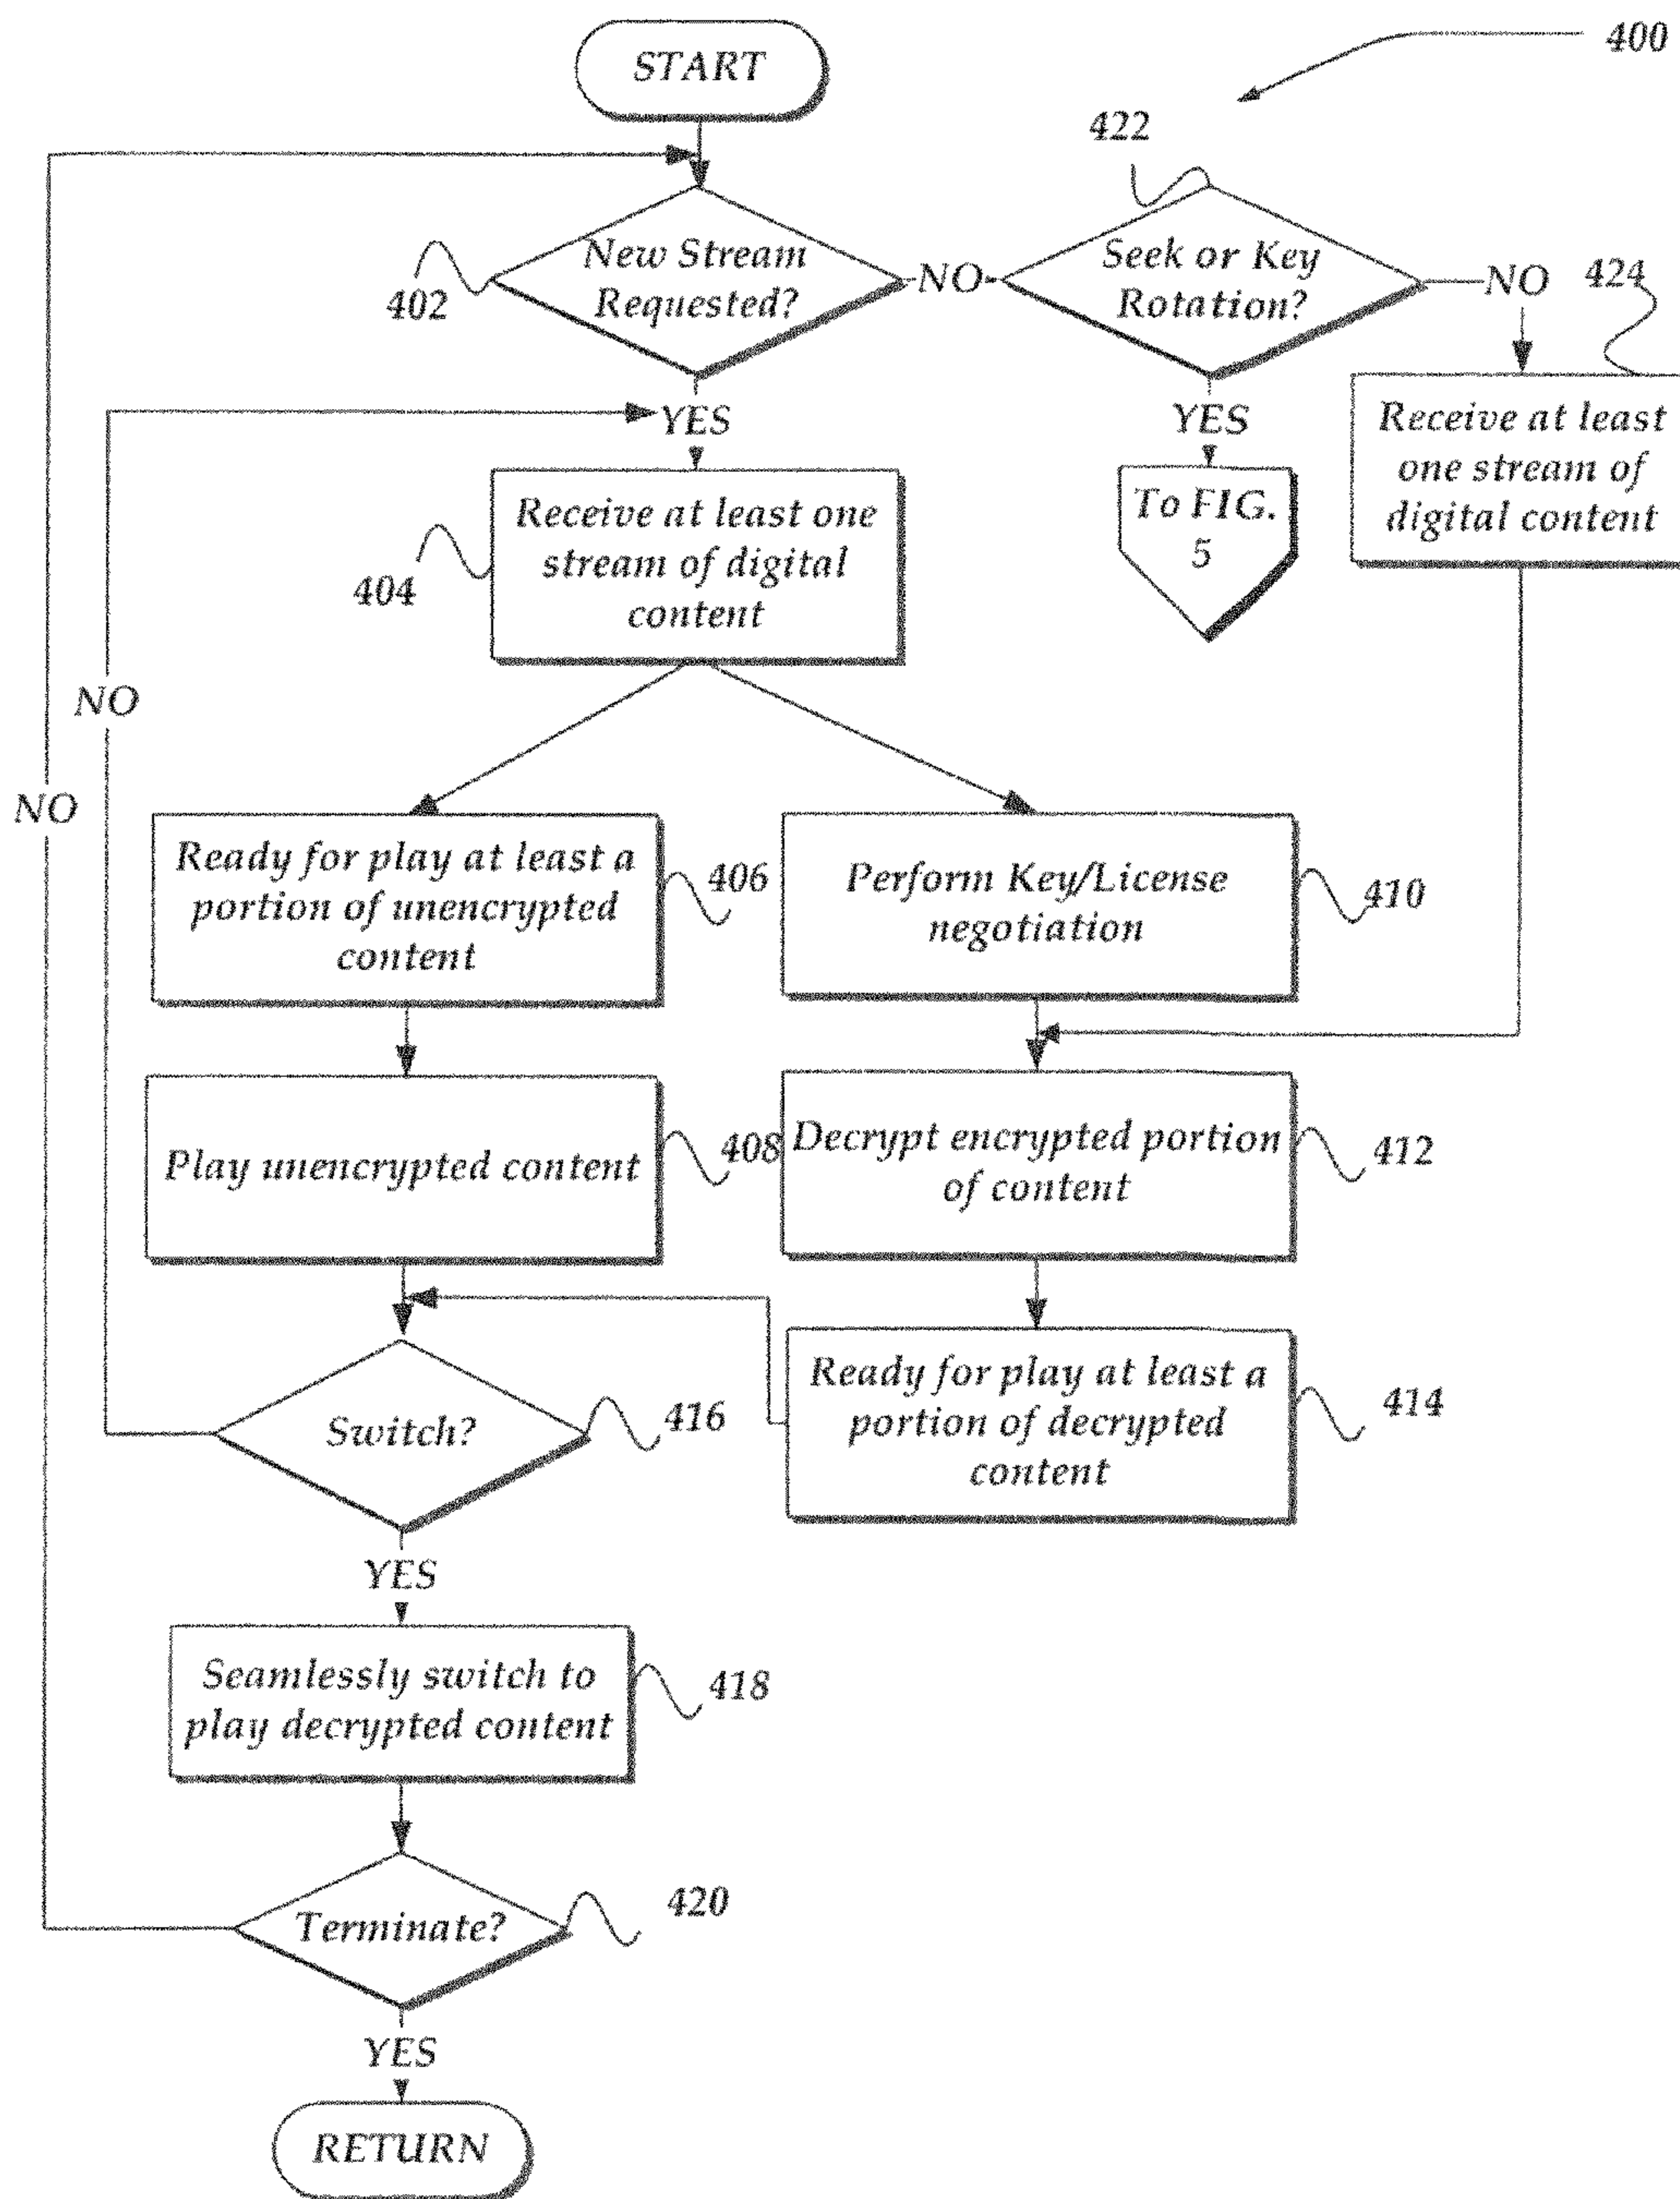 START
400
422
New Stream
Requested?
402
NO
Seek or Key
Rotation?
NO
424
YES
YES
Receive at least
one stream of
digital content
Receive at least one
stream of digital
content
404
To FIG.
5
NO
NO
Ready for play at least a
portion of unencrypted
content
406
Perform Key/License
negotiation
410
Play unencrypted content
408
Decrypt encrypted portion
of content
412
Switch?
416
Ready for play at least a
portion of decrypted
content
414
YES
Seamlessly switch to
play decrypted content
418
Terminate?
420
YES
RETURN